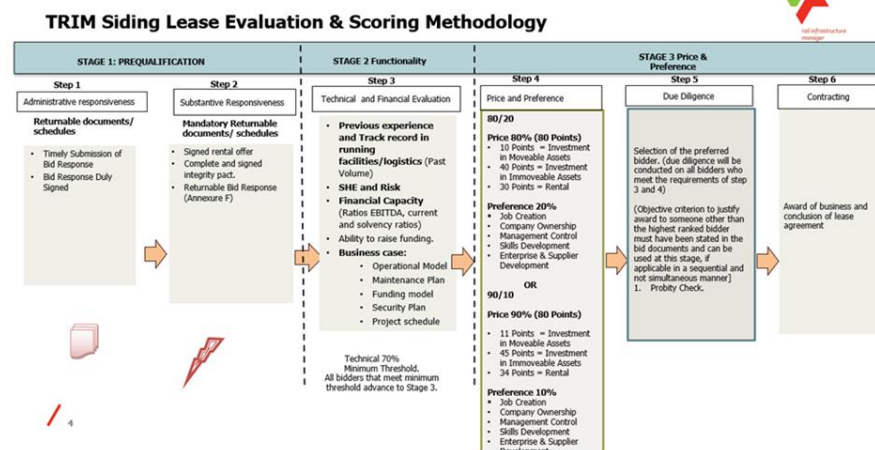 TRIM Siding Lease Evaluation & Scoring Methodology
rail infrastructure
manager
STAGE 1: PREQUALIFICATION
STAGE 2 Functionality
STAGE 3 Price &
Preference
Step 1
Administrative responsiveness
Returnable documents/
schedules
• Timely Submission of
Bid Response
• Bid Response Duly
Signed
Step 2
Substantive Responsiveness
Mandatory Returnable
documents/ schedules
• Signed rental offer
• Complete and signed
integrity pact.
• Returnable Bid Response
(Annexure F)
Step 3
Technical and Financial Evaluation
• Previous experience
and Track record in
running
facilities/logistics (Past
Volume)
• SHE and Risk
• Financial Capacity
(Ratios EBITDA, current
and solvency ratios)
• Ability to raise funding.
• Business case:
• Operational Model
• Maintenance Plan
• Funding model
• Security Plan
• Project schedule
Technical 70%
Minimum Threshold.
All bidders that meet minimum
threshold advance to Stage 3.
Step 4
Price and Preference
80/20
Price 80% (80 Points)
• 10 Points = Investment
in Moveable Assets
• 40 Points = Investment
in Immoveable Assets
• 30 Points = Rental
Preference 20%
• Job Creation
• Company Ownership
• Management Control
• Skills Development
• Enterprise & Supplier
Development
OR
90/10
Price 90% (80 Points)
• 11 Points = Investment
in Moveable Assets
• 45 Points = Investment
in Immoveable Assets
• 34 Points = Rental
Preference 10%
• Job Creation
• Company Ownership
• Management Control
• Skills Development
• Enterprise & Supplier
Step 5
Due Diligence
Selection of the preferred
bidder. (due diligence will be
conducted on all bidders who
meet the requirements of step
3 and 4)
(Objective criterion to justify
award to someone other than
the highest ranked bidder
must have been stated in the
bid documents and can be
used at this stage, if
applicable in a sequential and
not simultaneous manner]
1. Probity Check.
Step 6
Contracting
Award of business and
conclusion of lease
agreement
4